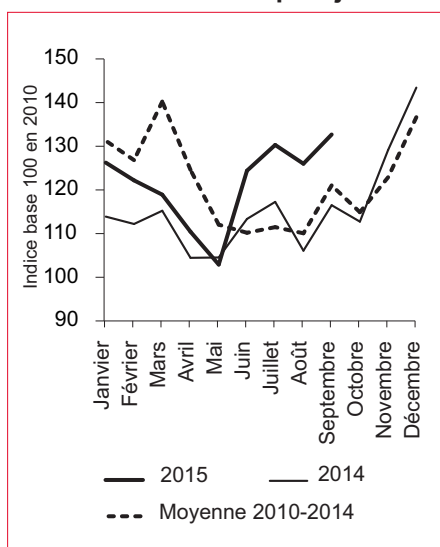 Indice base 100 en 2010
150
140
130
120
110
100
90
Janvier
Février
Mars
Avril
Mai
Juin
Juillet
Août
Septembre
Octobre
Novembre
Décembre
2015
2014
Moyenne 2010-2014